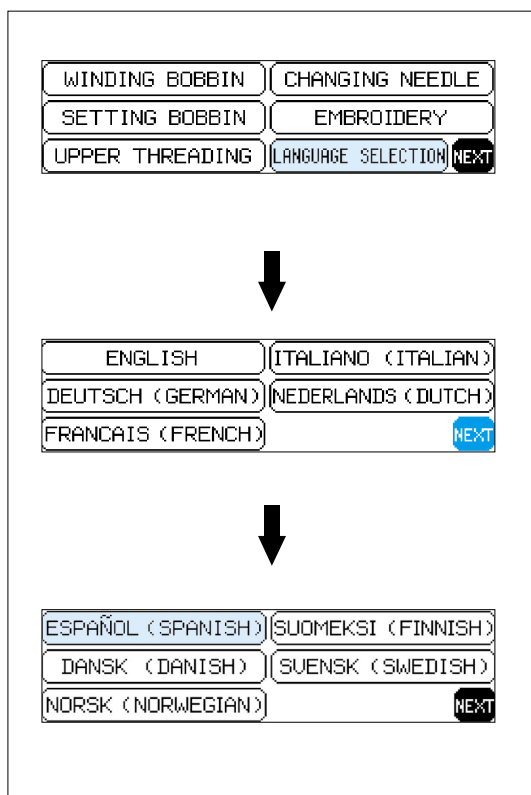 WINDING BOBBIN CHANGING NEEDLE
SETTING BOBBIN EMBROIDERY
UPPER THREADING LANGUAGE SELECTION NEXT
ENGLISH ITALIANO (ITALIAN)
DEUTSCH (GERMAN) NEDERLANDS (DUTCH)
FRANCAIS (FRENCH) NEXT
ESPAÑOL (SPANISH) SUOMEKSI (FINNISH)
DANSK (DANISH) SVENSK (SWEDISH)
NORSK (NORWEGIAN) NEXT